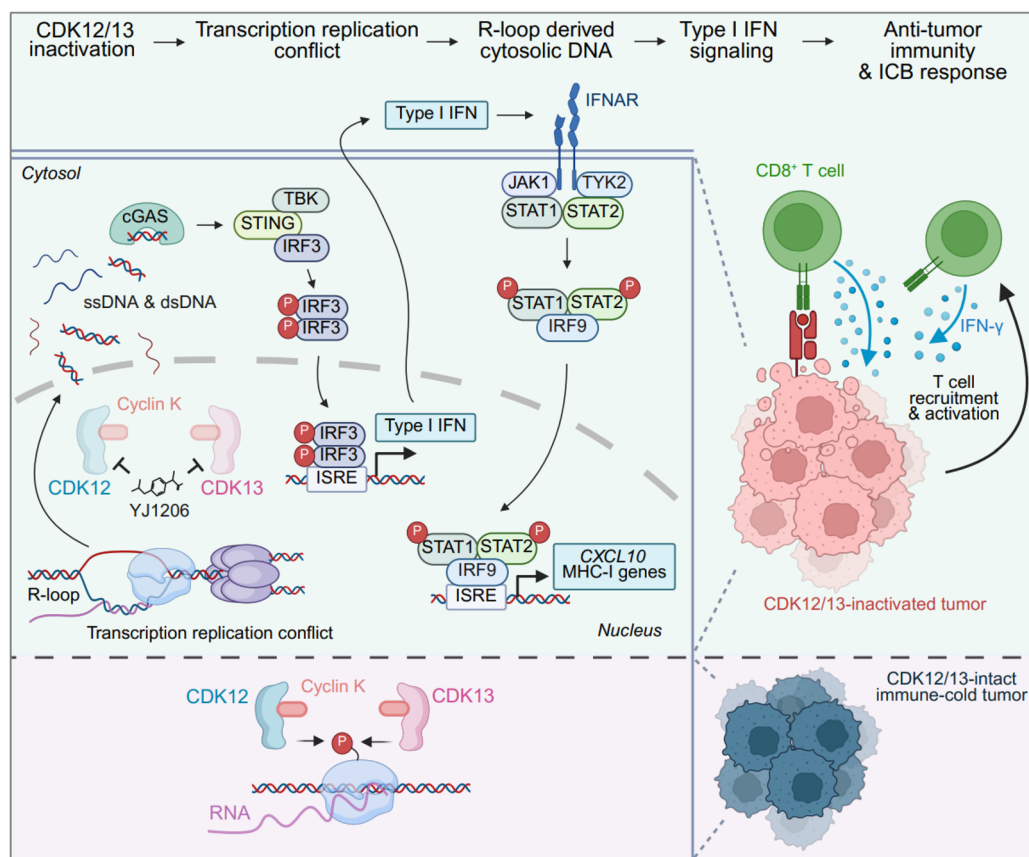 CDK12/13
inactivation
Transcription replication
conflict
R-loop derived
cytosolic DNA
Type I IFN
signaling
Anti-tumor
immunity
& ICB response
Type I IFN
IFNAR
Cytosol
cGAS
TBK
STING
IRF3
ssDNA & dsDNA
P
IRF3
P
IRF3
JAK1
TYK2
STAT1
STAT2
P
P
STAT1
STAT2
IRF9
Cyclin K
CDK12
CDK13
YJ1206
P
IRF3
P
IRF3
ISRE
Type I IFN
R-loop
Transcription replication conflict
P
P
STAT1
STAT2
IRF9
ISRE
CXCL10
MHC-I genes
Nucleus
CD8⁺ T cell
IFN-γ
T cell
recruitment
& activation
CDK12/13-inactivated tumor
CDK12
Cyclin K
CDK13
P
RNA
CDK12/13-intact
immune-cold tumor